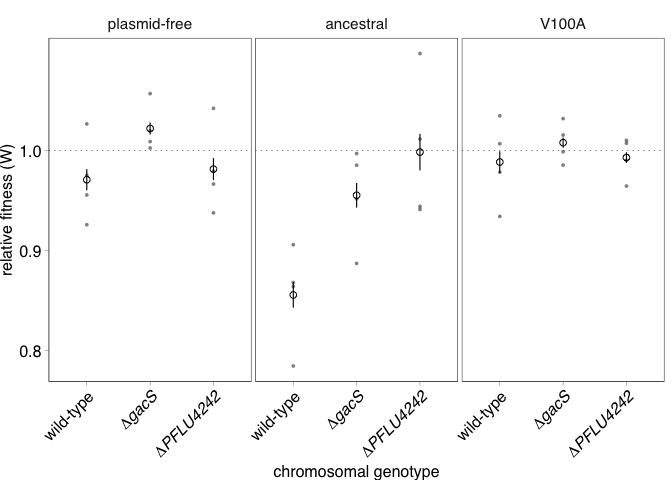 plasmid-free ancestral V100A
relative fitness (W)
1.0
0.9
0.8
wild-type ΔgacS ΔPFLU4242 wild-type ΔgacS ΔPFLU4242 wild-type ΔgacS ΔPFLU4242
chromosomal genotype